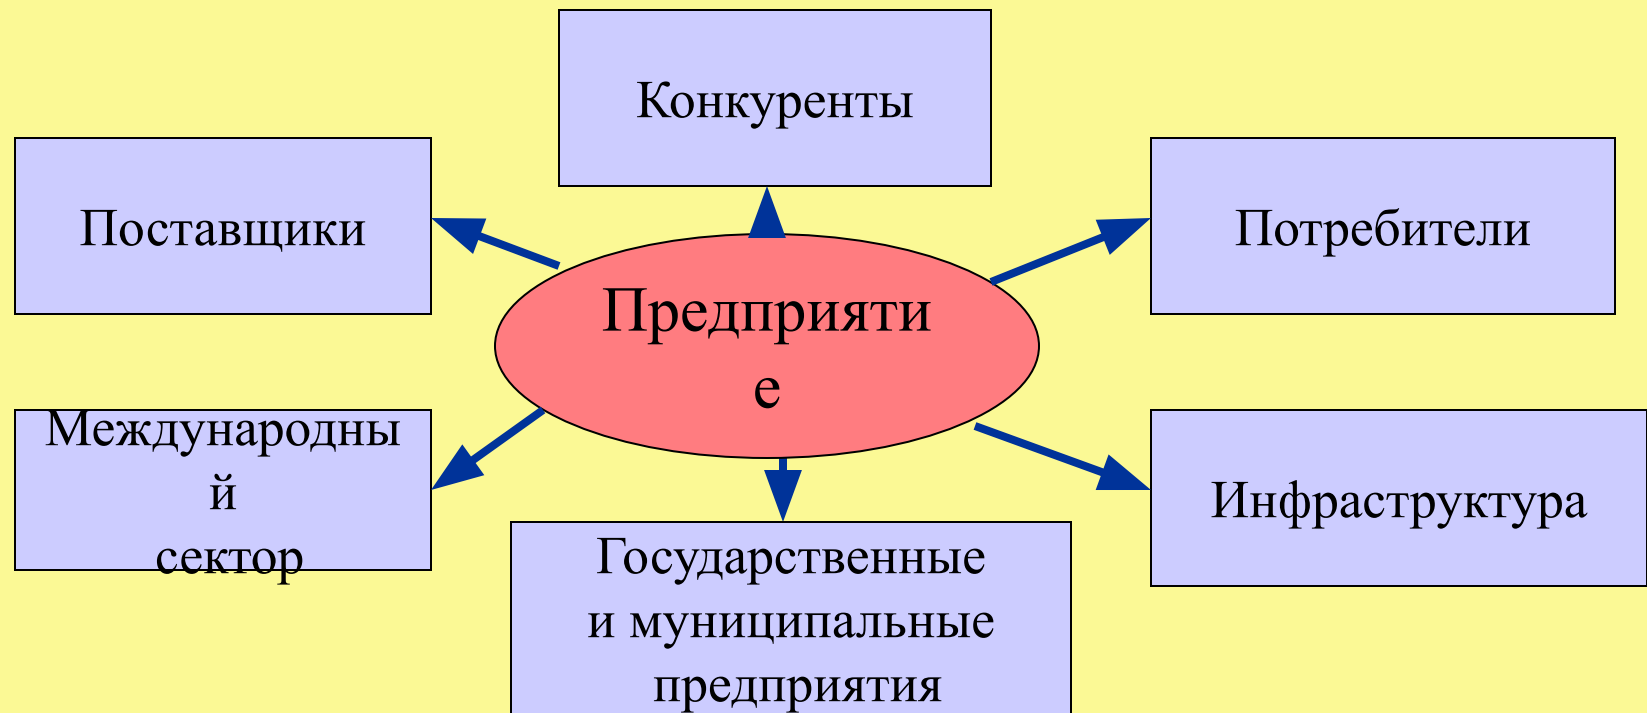 Конкуренты
Поставщики
Потребители
Предприяти
е
Международны
й
сектор
Инфраструктура
Государственные
и муниципальные
предприятия